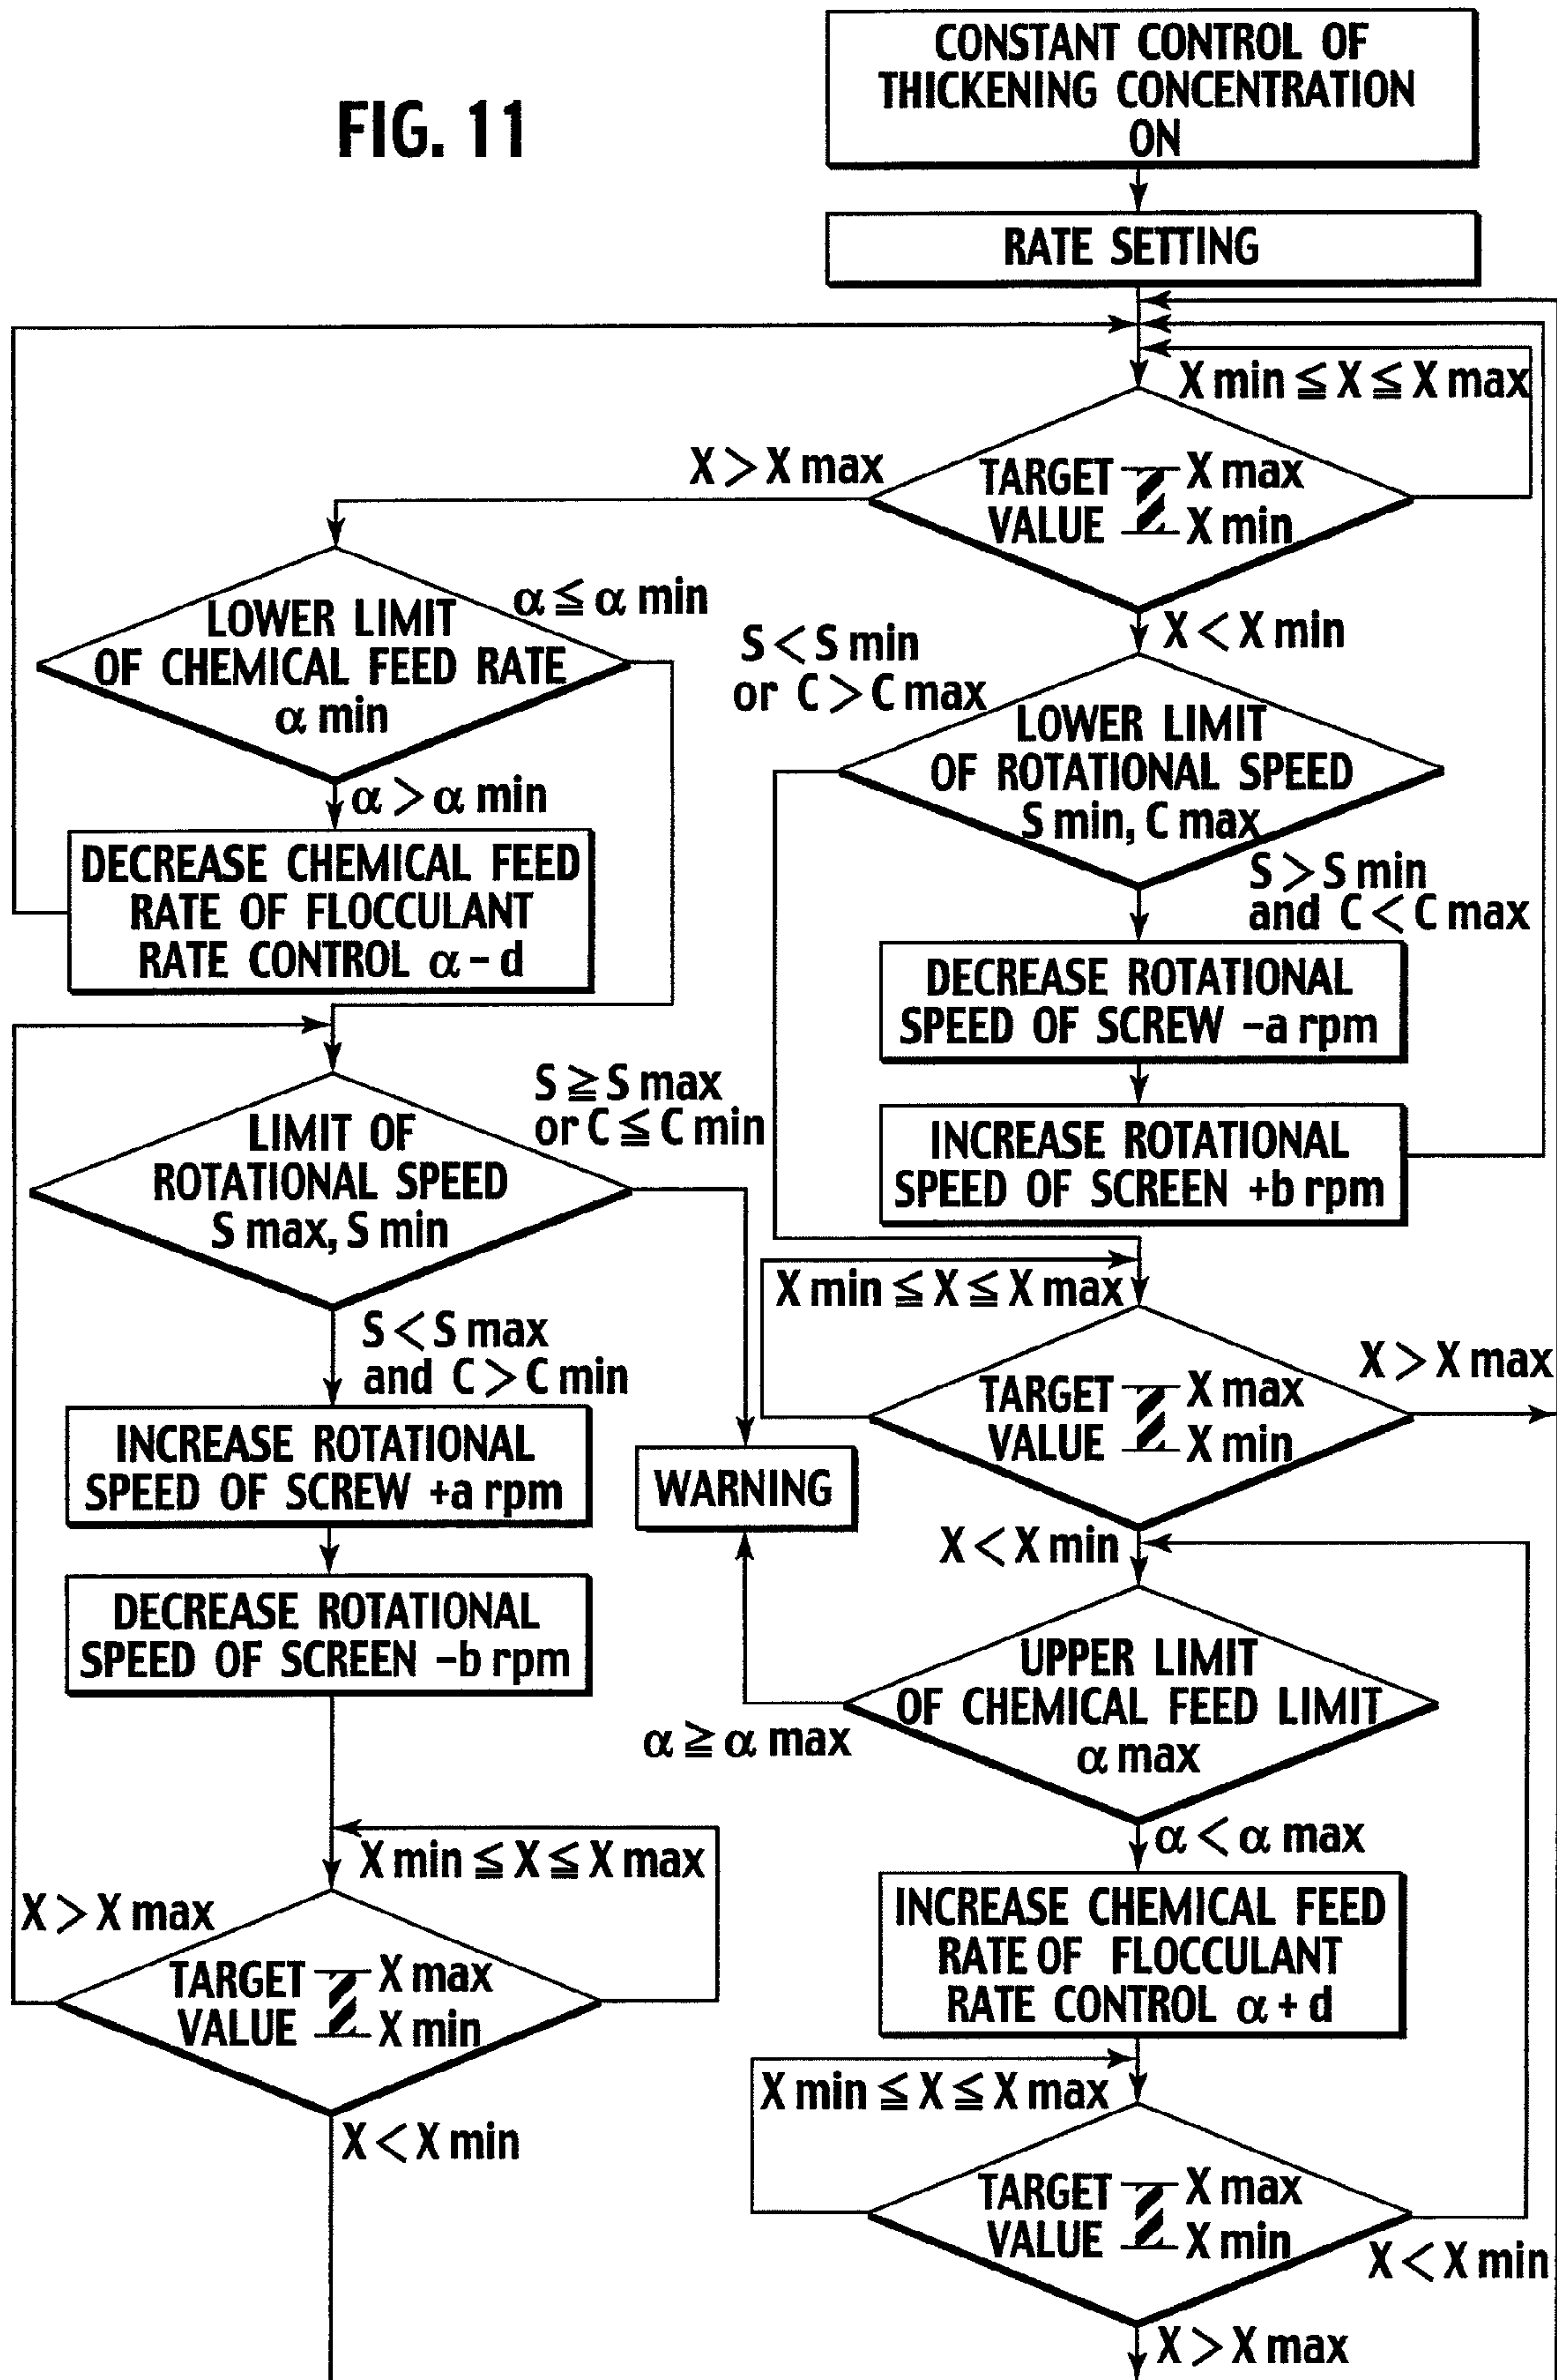 FIG. 11
CONSTANT CONTROL OF
THICKENING CONCENTRATION
ON
RATE SETTING
X min ≦ X ≦ X max
X > X max
TARGET
VALUE
X max
X min
X < X min
α ≦ α min
LOWER LIMIT
OF CHEMICAL FEED RATE
α min
α > α min
DECREASE CHEMICAL FEED
RATE OF FLOCCULANT
RATE CONTROL α – d
S < S min
or C > C max
LOWER LIMIT
OF ROTATIONAL SPEED
S min, C max
S > S min
and C < C max
DECREASE ROTATIONAL
SPEED OF SCREW –a rpm
INCREASE ROTATIONAL
SPEED OF SCREEN +b rpm
S ≧ S max
or C ≦ C min
LIMIT OF
ROTATIONAL SPEED
S max, S min
S < S max
and C > C min
INCREASE ROTATIONAL
SPEED OF SCREW +a rpm
DECREASE ROTATIONAL
SPEED OF SCREEN –b rpm
WARNING
X min ≦ X ≦ X max
X > X max
TARGET
VALUE
X max
X min
X < X min
UPPER LIMIT
OF CHEMICAL FEED LIMIT
α max
α ≧ α max
α < α max
INCREASE CHEMICAL FEED
RATE OF FLOCCULANT
RATE CONTROL α + d
X min ≦ X ≦ X max
X > X max
TARGET
VALUE
X max
X min
X < X min
X min ≦ X ≦ X max
TARGET
VALUE
X max
X min
X < X min
X > X max